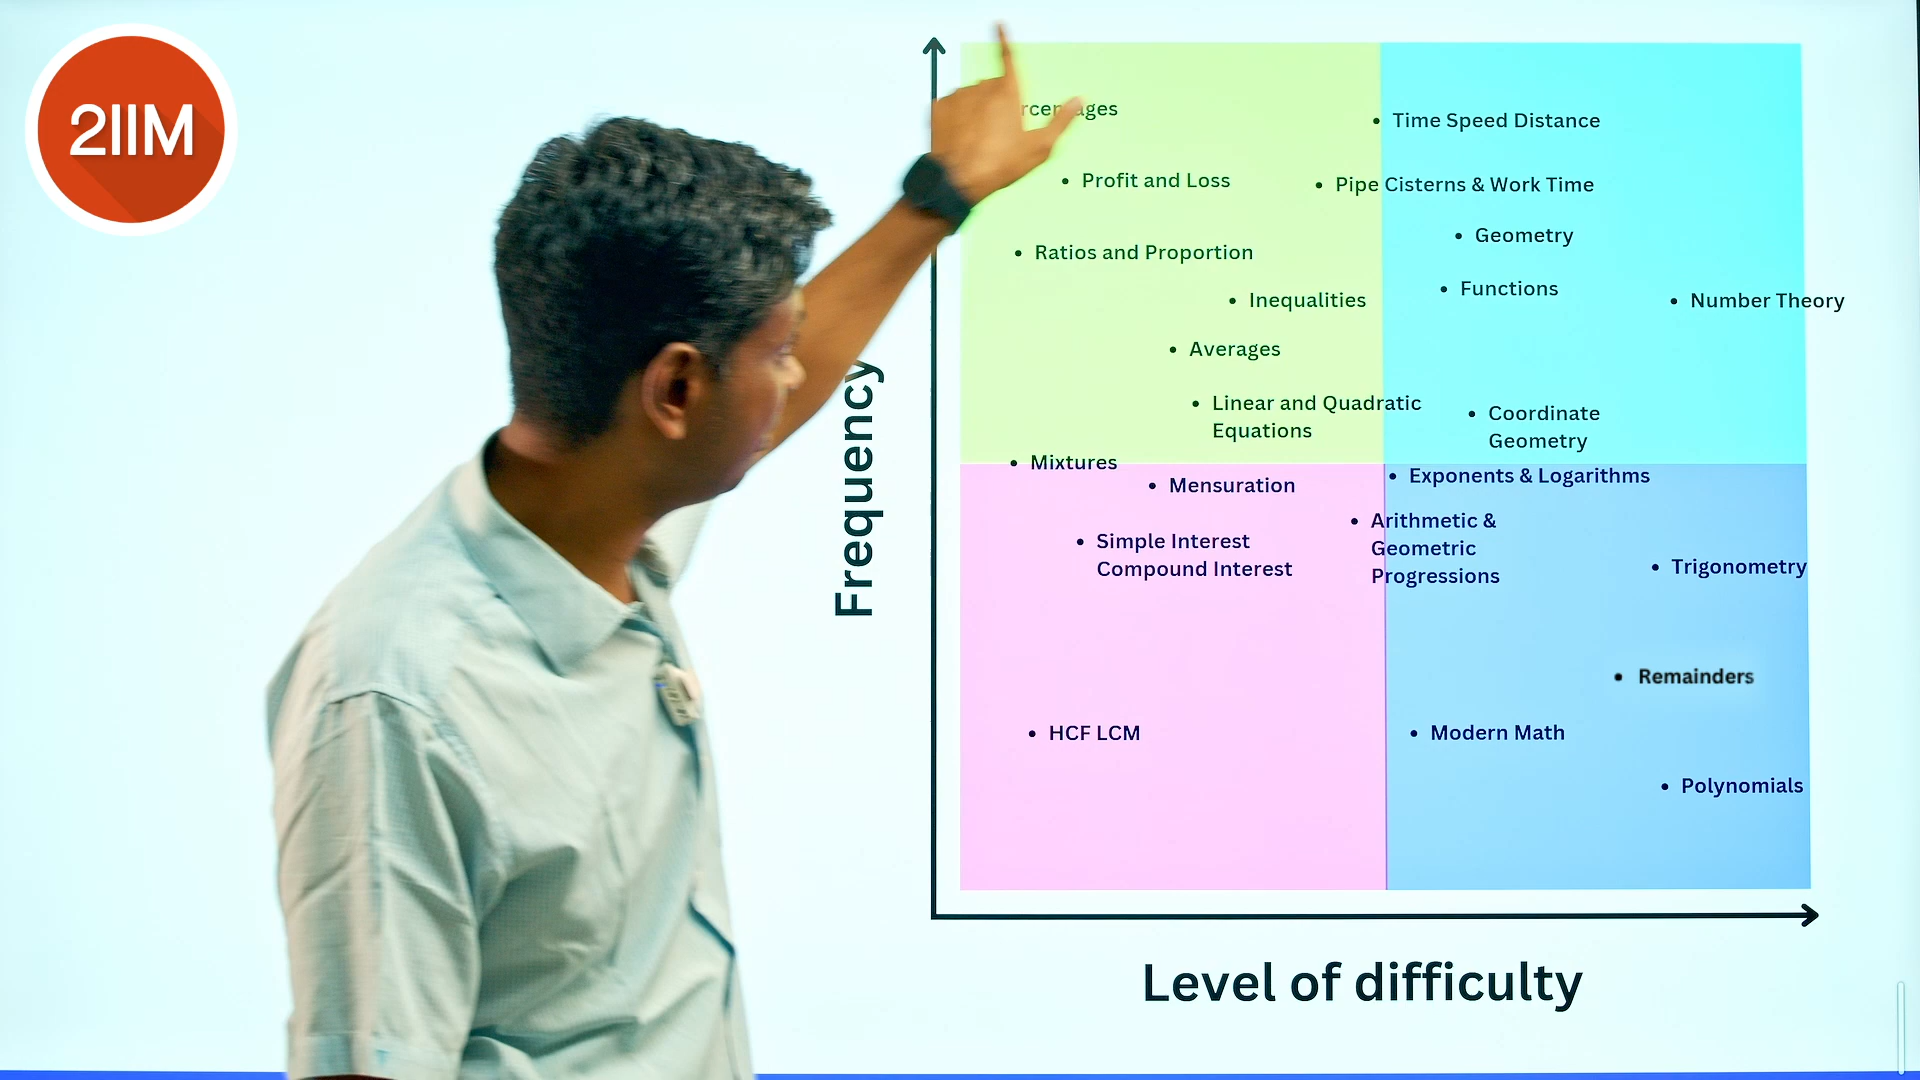 2IIM
Time Speed Distance
Profit and Loss
Pipe Cisterns & Work Time
Geometry
Ratios and Proportion
Functions
Inequalities
Number Theory
Averages
Linear and Quadratic
Equations
Coordinate
Geometry
Mixtures
Exponents & Logarithms
Mensuration
Arithmetic &
Geometric
Progressions
Simple Interest
Compound Interest
Trigonometry
Remainders
HCF LCM
Modern Math
Polynomials
Frequency
Level of difficulty